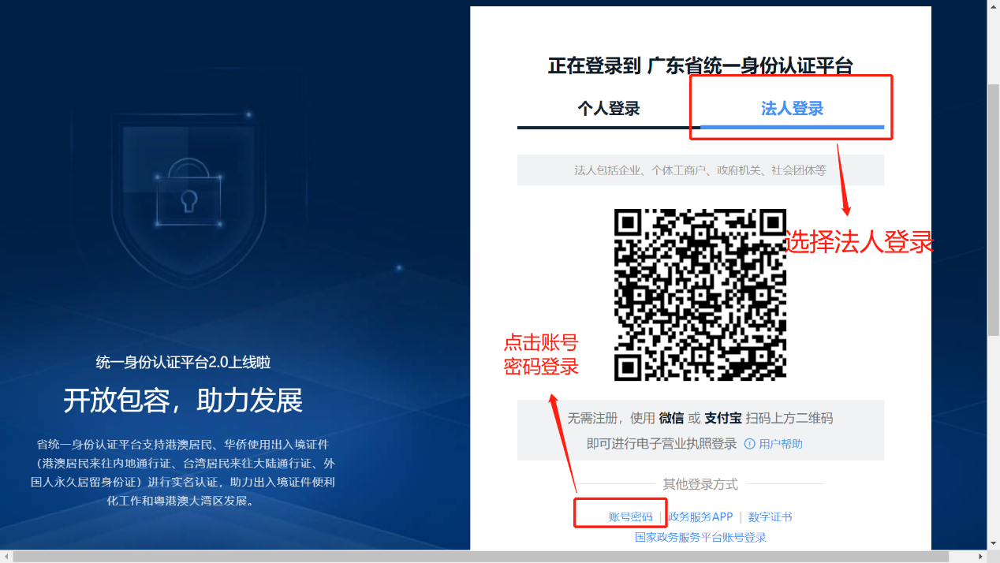 正在登录到 广东省统一身份认证平台
个人登录
法人登录
法人包括企业、个体工商户、政府机关、社会团体等
选择法人登录
点击账号
密码登录
统一身份认证平台2.0上线啦
开放包容，助力发展
省统一身份认证平台支持港澳居民、华侨使用出入境证件
（港澳居民来往内地通行证、台湾居民来往大陆通行证、外
国人永久居留身份证）进行实名认证，助力出入境证件便利
化工作和粤港澳大湾区发展。
无需注册，使用 微信 或 支付宝 扫码上方二维码
即可进行电子营业执照登录 用户帮助
其他登录方式
账号密码 | 政务服务APP | 数字证书
国家政务服务平台账号登录